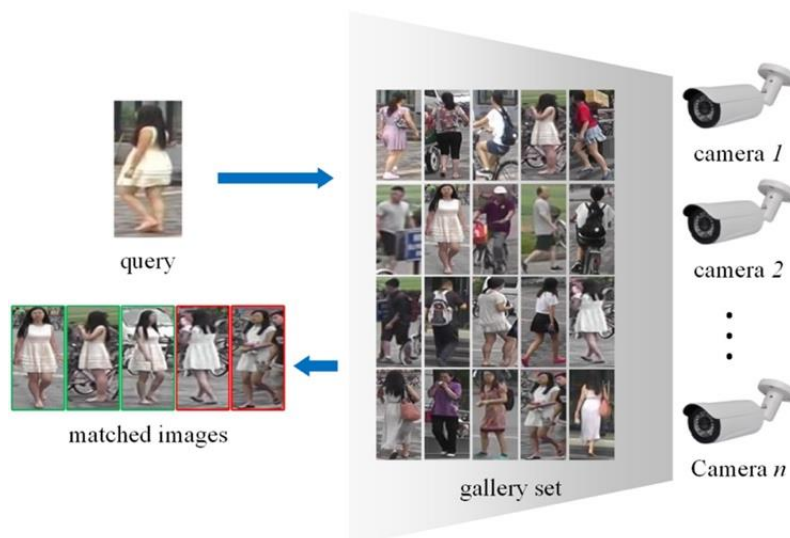 query
matched images
gallery set
camera 1
camera 2
Camera n